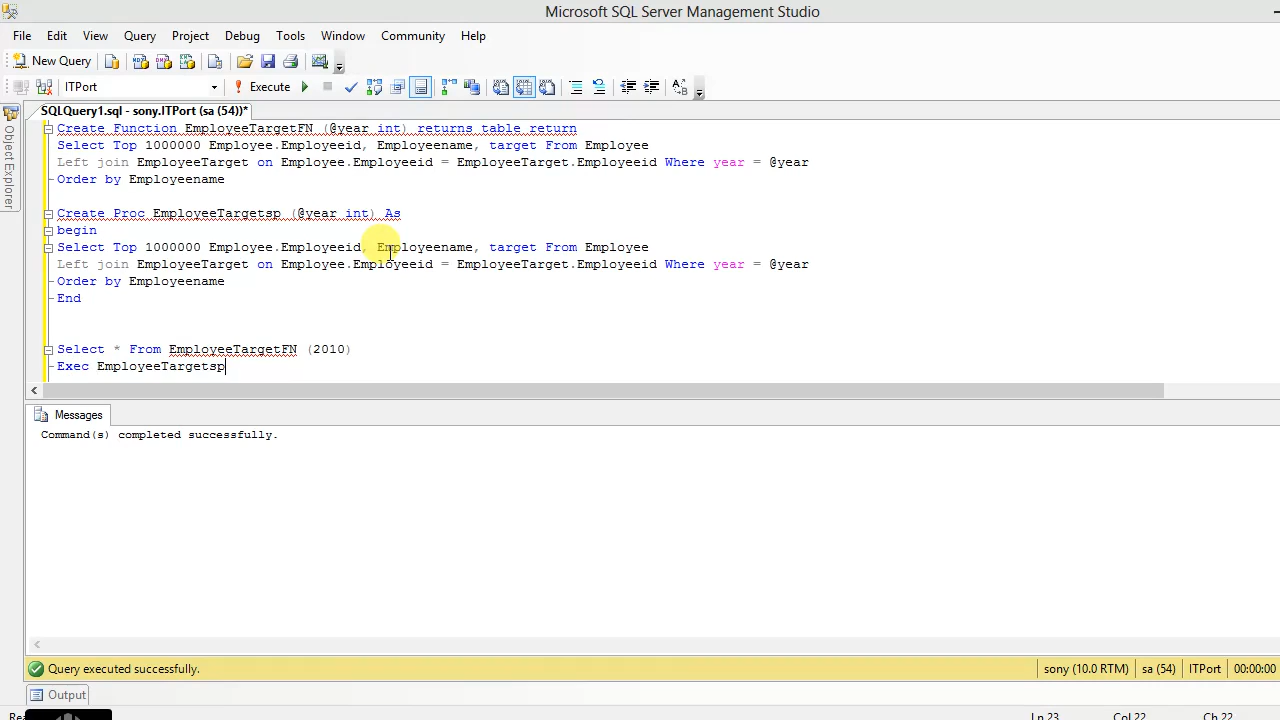 Microsoft SQL Server Management Studio
File Edit View Query Project Debug Tools Window Community Help
New Query
ITPort Execute
SQLQuery1.sql - sony.ITPort (sa (54))*
Object Explorer
Create Function EmployeeTargetFN (@year int) returns table return
Select Top 1000000 Employee.Employeeid, Employeename, target From Employee
Left join EmployeeTarget on Employee.Employeeid = EmployeeTarget.Employeeid Where year = @year
Order by Employeename
Create Proc EmployeeTargetsp (@year int) As
begin
Select Top 1000000 Employee.Employeeid, Employeename, target From Employee
Left join EmployeeTarget on Employee.Employeeid = EmployeeTarget.Employeeid Where year = @year
Order by Employeename
End
Select * From EmployeeTargetFN (2010)
Exec EmployeeTargetsp
Messages
Command(s) completed successfully.
Query executed successfully. sony (10.0 RTM) sa (54) ITPort 00:00:00
Output
Ln 23 Col 22 Ch 22